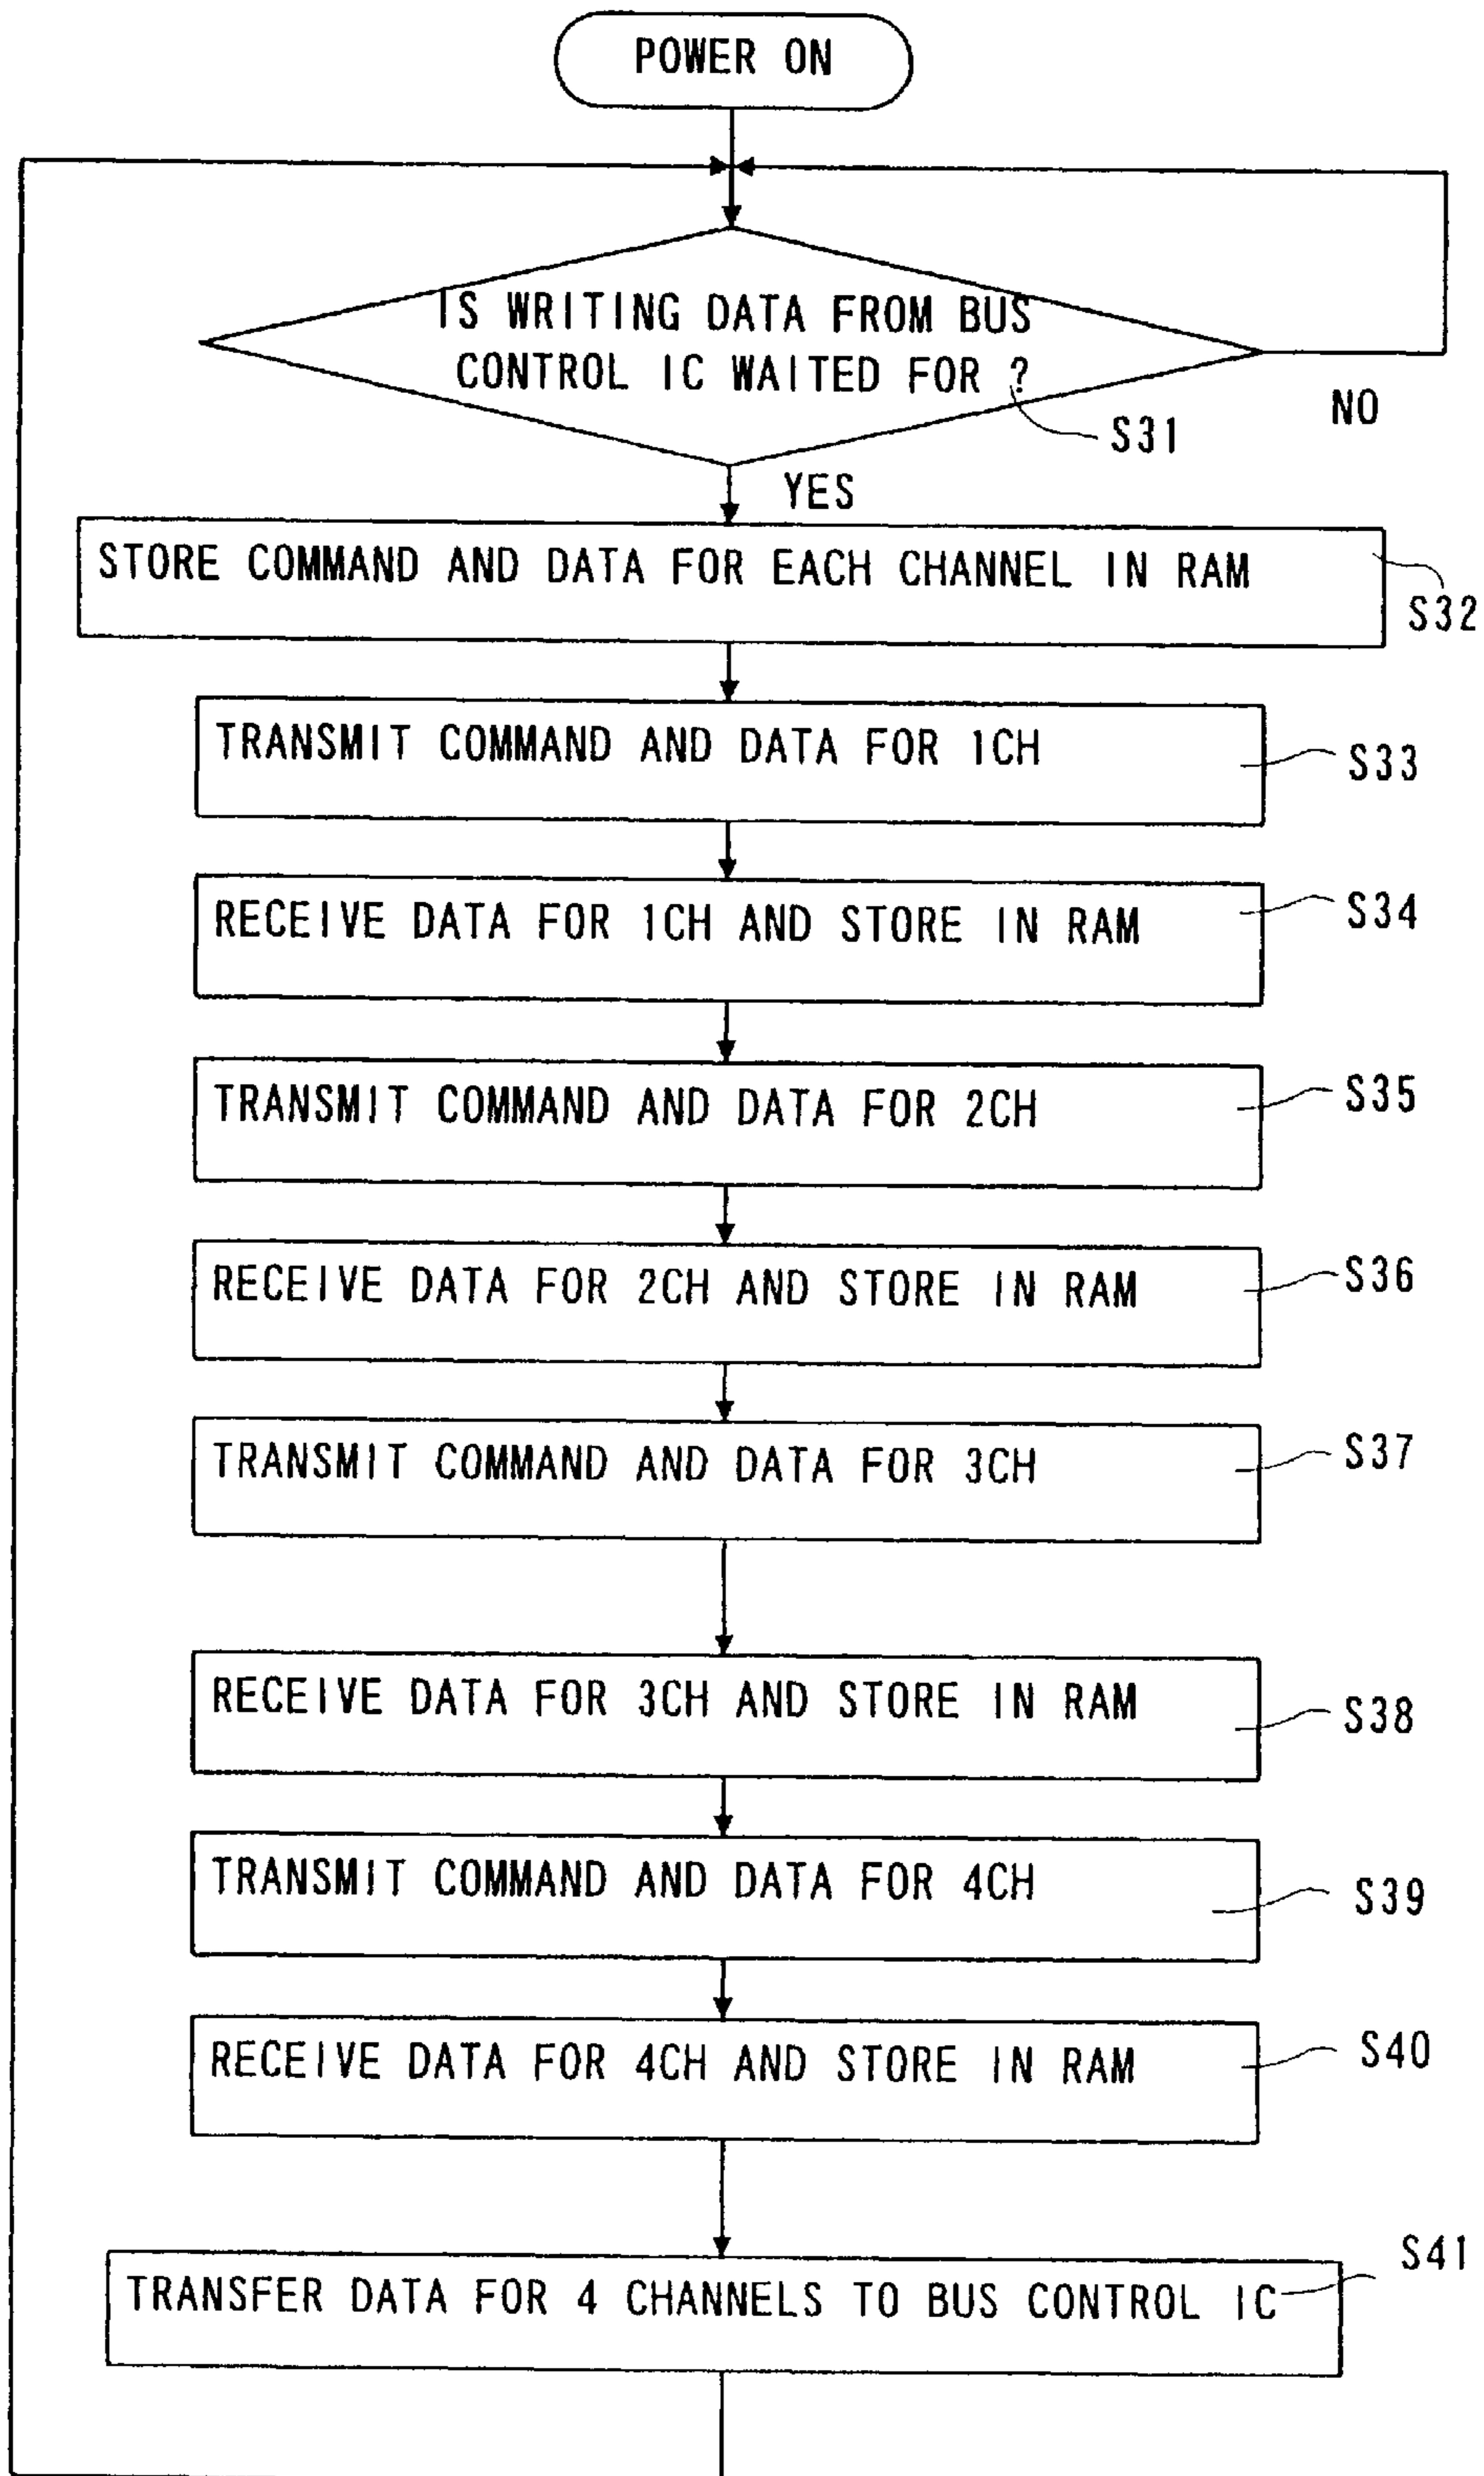 POWER ON
IS WRITING DATA FROM BUS
CONTROL IC WAITED FOR ?
S31
NO
YES
STORE COMMAND AND DATA FOR EACH CHANNEL IN RAM
S32
TRANSMIT COMMAND AND DATA FOR 1CH
S33
RECEIVE DATA FOR 1CH AND STORE IN RAM
S34
TRANSMIT COMMAND AND DATA FOR 2CH
S35
RECEIVE DATA FOR 2CH AND STORE IN RAM
S36
TRANSMIT COMMAND AND DATA FOR 3CH
S37
RECEIVE DATA FOR 3CH AND STORE IN RAM
S38
TRANSMIT COMMAND AND DATA FOR 4CH
S39
RECEIVE DATA FOR 4CH AND STORE IN RAM
S40
TRANSFER DATA FOR 4 CHANNELS TO BUS CONTROL IC
S41